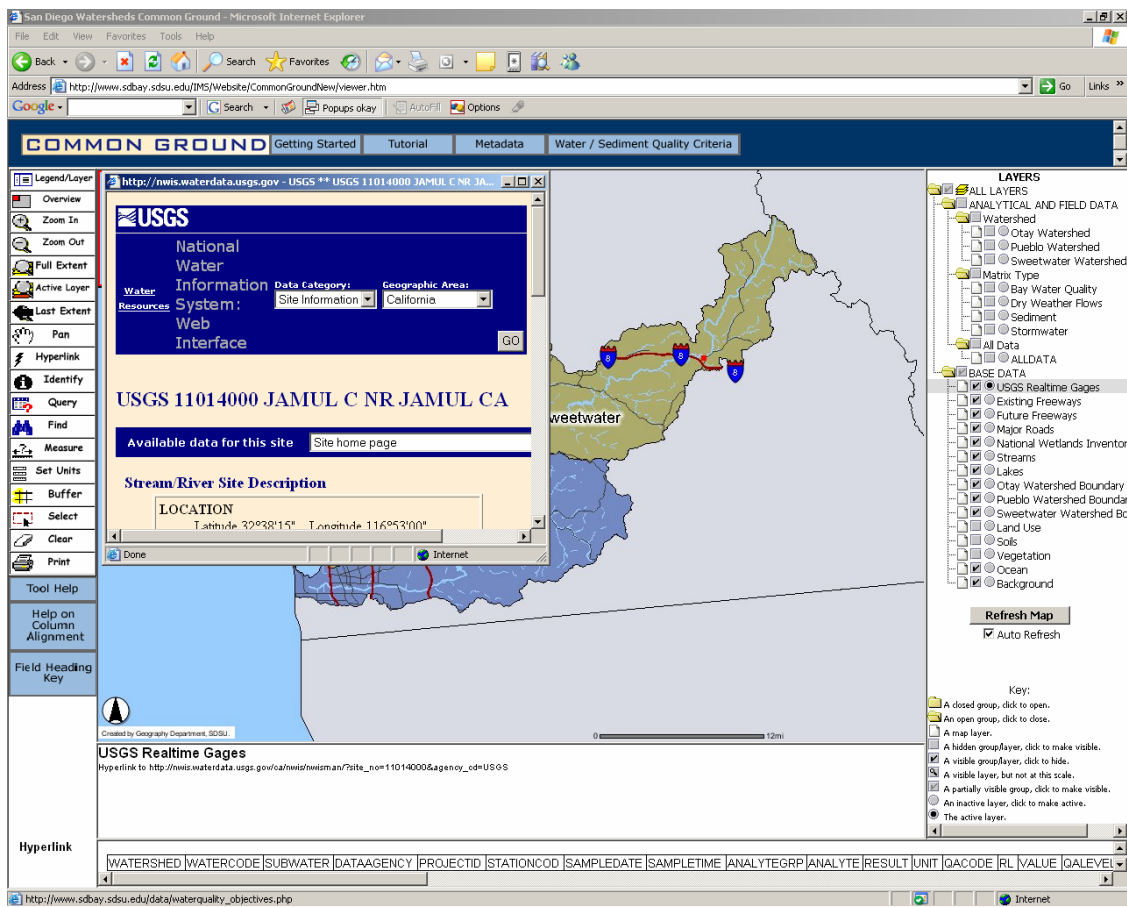 San Diego Watersheds Common Ground - Microsoft Internet Explorer
File Edit View Favorites Tools Help
Back Search Favorites
Address http://www.sdbay.sdsu.edu/IMS/Website/CommonGroundNew/viewer.htm Go Links »
Google Search Popups okay AutoFill Options
COMMON GROUND Getting Started Tutorial Metadata Water / Sediment Quality Criteria
Legend/Layer
Overview
Zoom In
Zoom Out
Full Extent
Active Layer
Last Extent
Pan
Hyperlink
Identify
Query
Find
Measure
Set Units
Buffer
Select
Clear
Print
Tool Help
Help on
Column
Alignment
Field Heading
Key
http://nwis.waterdata.usgs.gov - USGS ** USGS 11014000 JAMUL C NR JA...
USGS
National
Water
Information
System:
Web
Interface
Water
Resources
Data Category:
Site Information
Geographic Area:
California
GO
USGS 11014000 JAMUL C NR JAMUL CA
Available data for this site Site home page
Stream/River Site Description
LOCATION
Latitude 32°38'15" Longitude 116°53'00"
Done Internet
8
8
8
weetwater
Created by Geography Department, SDSU.
0 12mi
LAYERS
ALL LAYERS
ANALYTICAL AND FIELD DATA
Watershed
Otay Watershed
Pueblo Watershed
Sweetwater Watershed
Matrix Type
Bay Water Quality
Dry Weather Flows
Sediment
Stormwater
All Data
ALLDATA
BASE DATA
USGS Realtime Gages
Existing Freeways
Future Freeways
Major Roads
National Wetlands Inventor
Streams
Lakes
Otay Watershed Boundary
Pueblo Watershed Boundar
Sweetwater Watershed Bo
Land Use
Soils
Vegetation
Ocean
Background
Refresh Map
Auto Refresh
Key:
A closed group, click to open.
An open group, click to close.
A map layer.
A hidden group/layer, click to make visible.
A visible group/layer, click to hide.
A visible layer, but not at this scale.
A partially visible group, click to make visible.
An inactive layer, click to make active.
The active layer.
USGS Realtime Gages
Hyperlink to http://nwis.waterdata.usgs.gov/ca/nwis/nwisman/?site_no=11014000&agency_cd=USGS
Hyperlink
WATERSHED WATERCODE SUBWATER DATAAGENCY PROJECTID STATIONCOD SAMPLEDATE SAMPLETIME ANALYTEGRP ANALYTE RESULT UNIT QACODE RL VALUE QALEVEL
http://www.sdbay.sdsu.edu/data/waterquality_objectives.php Internet